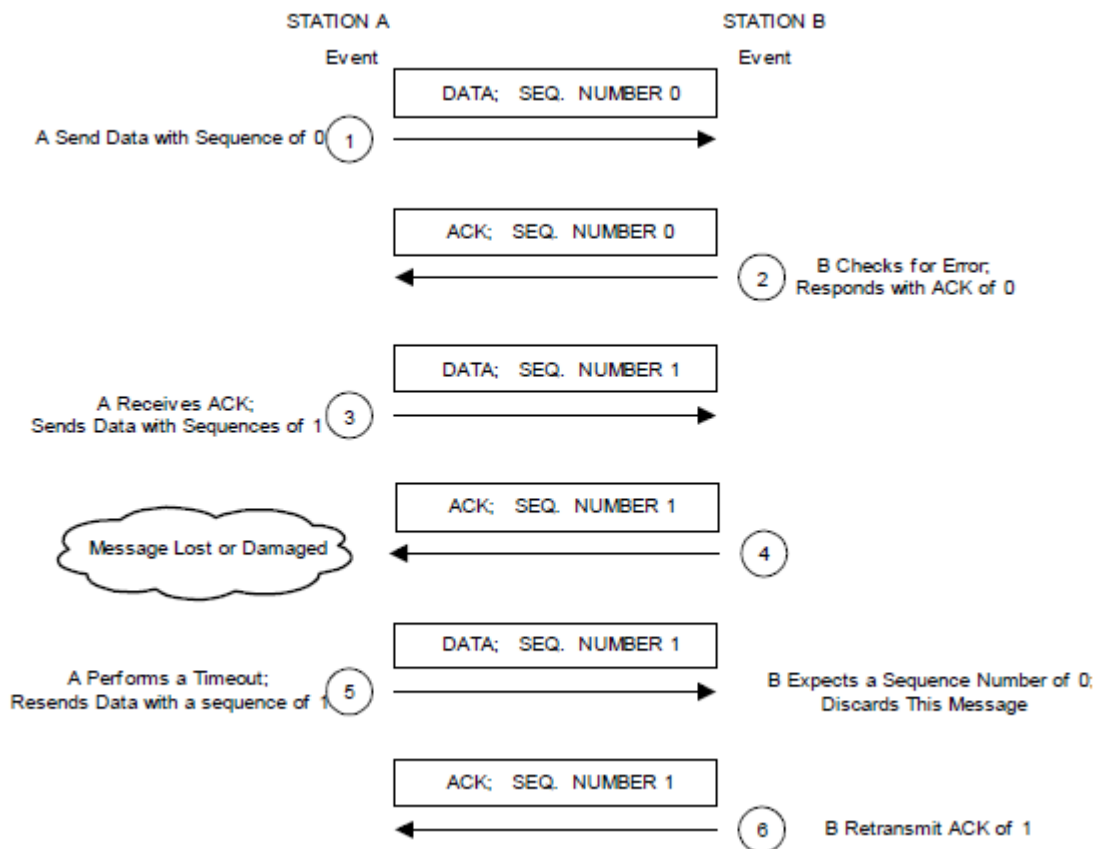 STATION A
STATION B
Event
Event
DATA; SEQ. NUMBER 0
A Send Data with Sequence of 0
1
ACK; SEQ. NUMBER 0
2
B Checks for Error;
Responds with ACK of 0
DATA; SEQ. NUMBER 1
A Receives ACK;
Sends Data with Sequences of 1
3
ACK; SEQ. NUMBER 1
Message Lost or Damaged
4
DATA; SEQ. NUMBER 1
A Performs a Timeout;
Resends Data with a sequence of 1
5
B Expects a Sequence Number of 0;
Discards This Message
ACK; SEQ. NUMBER 1
6
B Retransmit ACK of 1